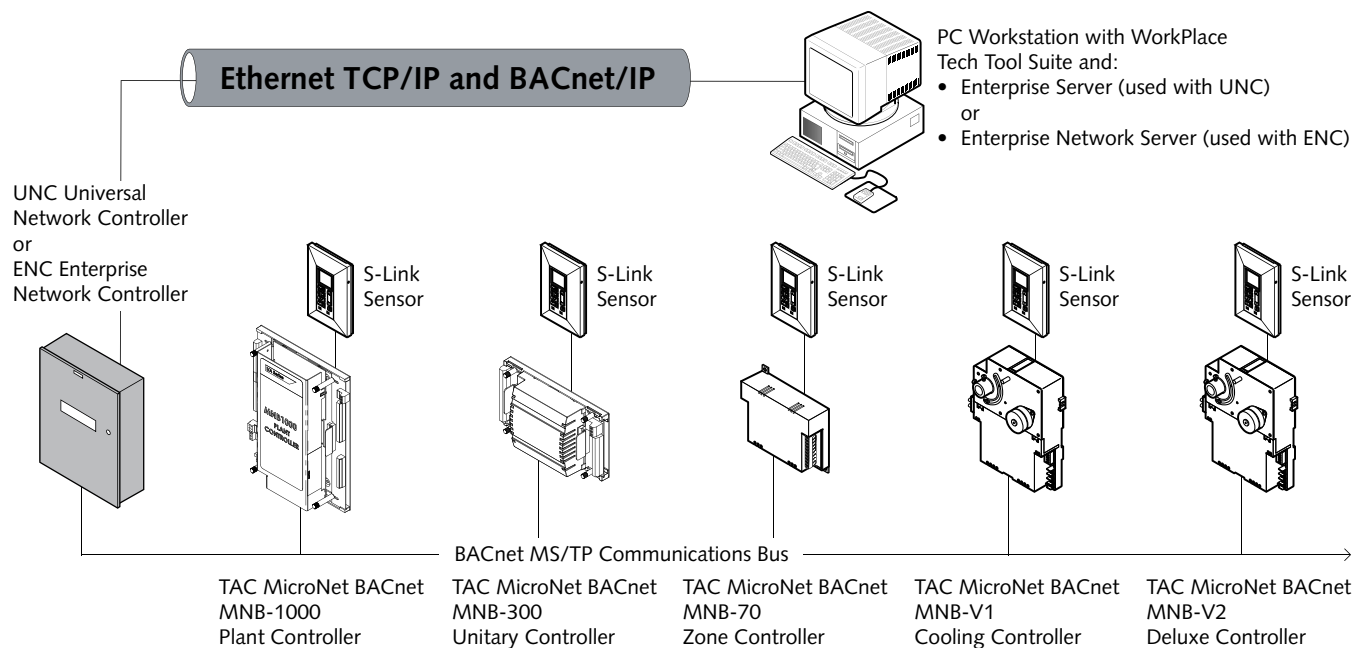 Ethernet TCP/IP and BACnet/IP
PC Workstation with WorkPlace
Tech Tool Suite and:
• Enterprise Server (used with UNC)
or
• Enterprise Network Server (used with ENC)
UNC Universal
Network Controller
or
ENC Enterprise
Network Controller
S-Link
Sensor
S-Link
Sensor
S-Link
Sensor
S-Link
Sensor
S-Link
Sensor
MNB1000
PLANT
CONTROLLER
BACnet MS/TP Communications Bus
TAC MicroNet BACnet
MNB-1000
Plant Controller
TAC MicroNet BACnet
MNB-300
Unitary Controller
TAC MicroNet BACnet
MNB-70
Zone Controller
TAC MicroNet BACnet
MNB-V1
Cooling Controller
TAC MicroNet BACnet
MNB-V2
Deluxe Controller